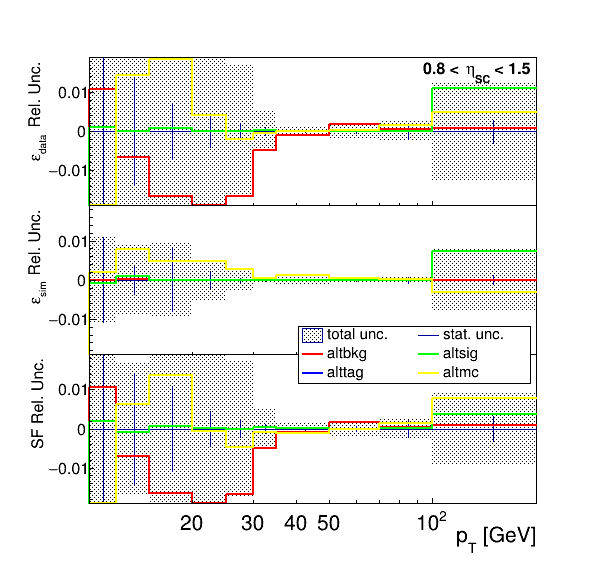 0.8 < η_SC < 1.5
ε_data Rel. Unc.
0.01
0
−0.01
ε_sim Rel. Unc.
0.01
0
−0.01
total unc. stat. unc.
altbkg altsig
alttag altmc
SF Rel. Unc.
0.01
0
−0.01
20 30 40 50 10²
p_T [GeV]